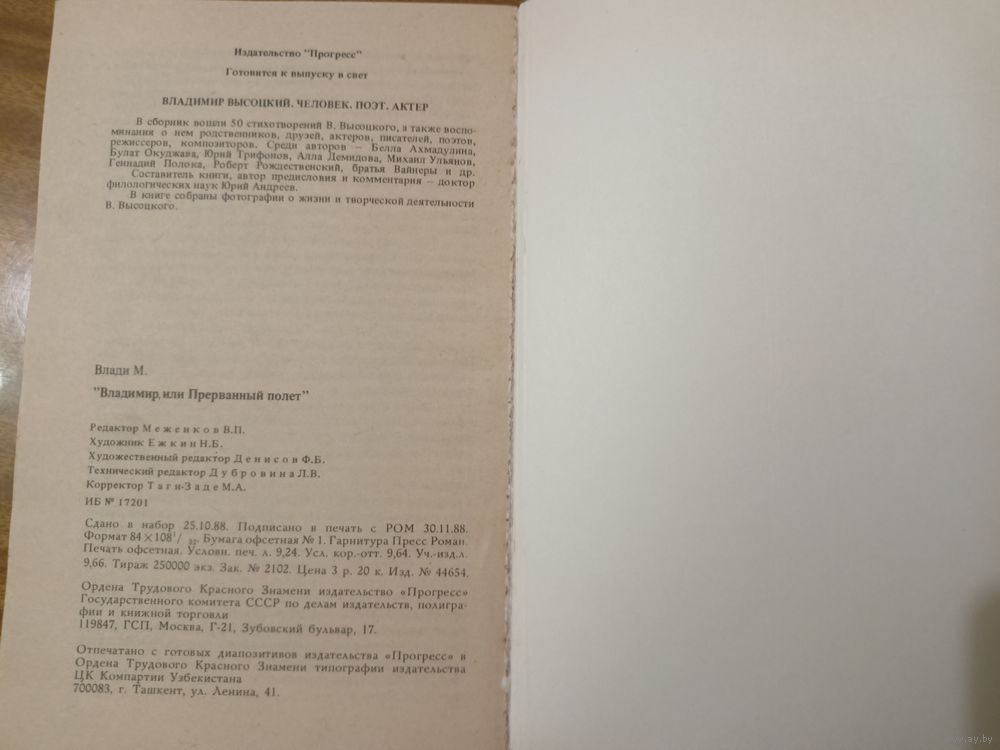 Издательство "Прогресс"
Готовится к выпуску в свет
ВЛАДИМИР ВЫСОЦКИЙ. ЧЕЛОВЕК. ПОЭТ. АКТЕР
В сборник вошли 50 стихотворений В. Высоцкого, а также воспо-
минания о нем родственников, друзей, актеров, писателей, поэтов,
режиссеров, композиторов. Среди авторов – Белла Ахмадулина,
Булат Окуджава, Юрий Трифонов, Алла Демидова, Михаил Ульянов,
Геннадий Полока, Роберт Рождественский, братья Вайнеры и др.
Составитель книги, автор предисловия и комментария – доктор
филологических наук Юрий Андреев.
В книге собраны фотографии о жизни и творческой деятельности
В. Высоцкого.
Влади М.
"Владимир, или Прерванный полет"
Редактор Меженков В.П.
Художник Ежкин Н.Б.
Художественный редактор Денисов Ф.Б.
Технический редактор Дубровина Л.В.
Корректор Таги-Заде М.А.
ИБ № 17201
Сдано в набор 25.10.88. Подписано в печать с РОМ 30.11.88.
Формат 84×108 1/32. Бумага офсетная № 1. Гарнитура Пресс Роман.
Печать офсетная. Условн. печ. л. 9,24. Усл. кор.-отт. 9,64. Уч.-изд.л.
9,66. Тираж 250000 экз. Зак. № 2102. Цена 3 р. 20 к. Изд. № 44654.
Ордена Трудового Красного Знамени издательство «Прогресс»
Государственного комитета СССР по делам издательств, полигра-
фии и книжной торговли
119847, ГСП, Москва, Г-21, Зубовский бульвар, 17.
Отпечатано с готовых диапозитивов издательства «Прогресс» в
Ордена Трудового Красного Знамени типографии издательства
ЦК Компартии Узбекистана
700083, г. Ташкент, ул. Ленина, 41.
www.ay.by